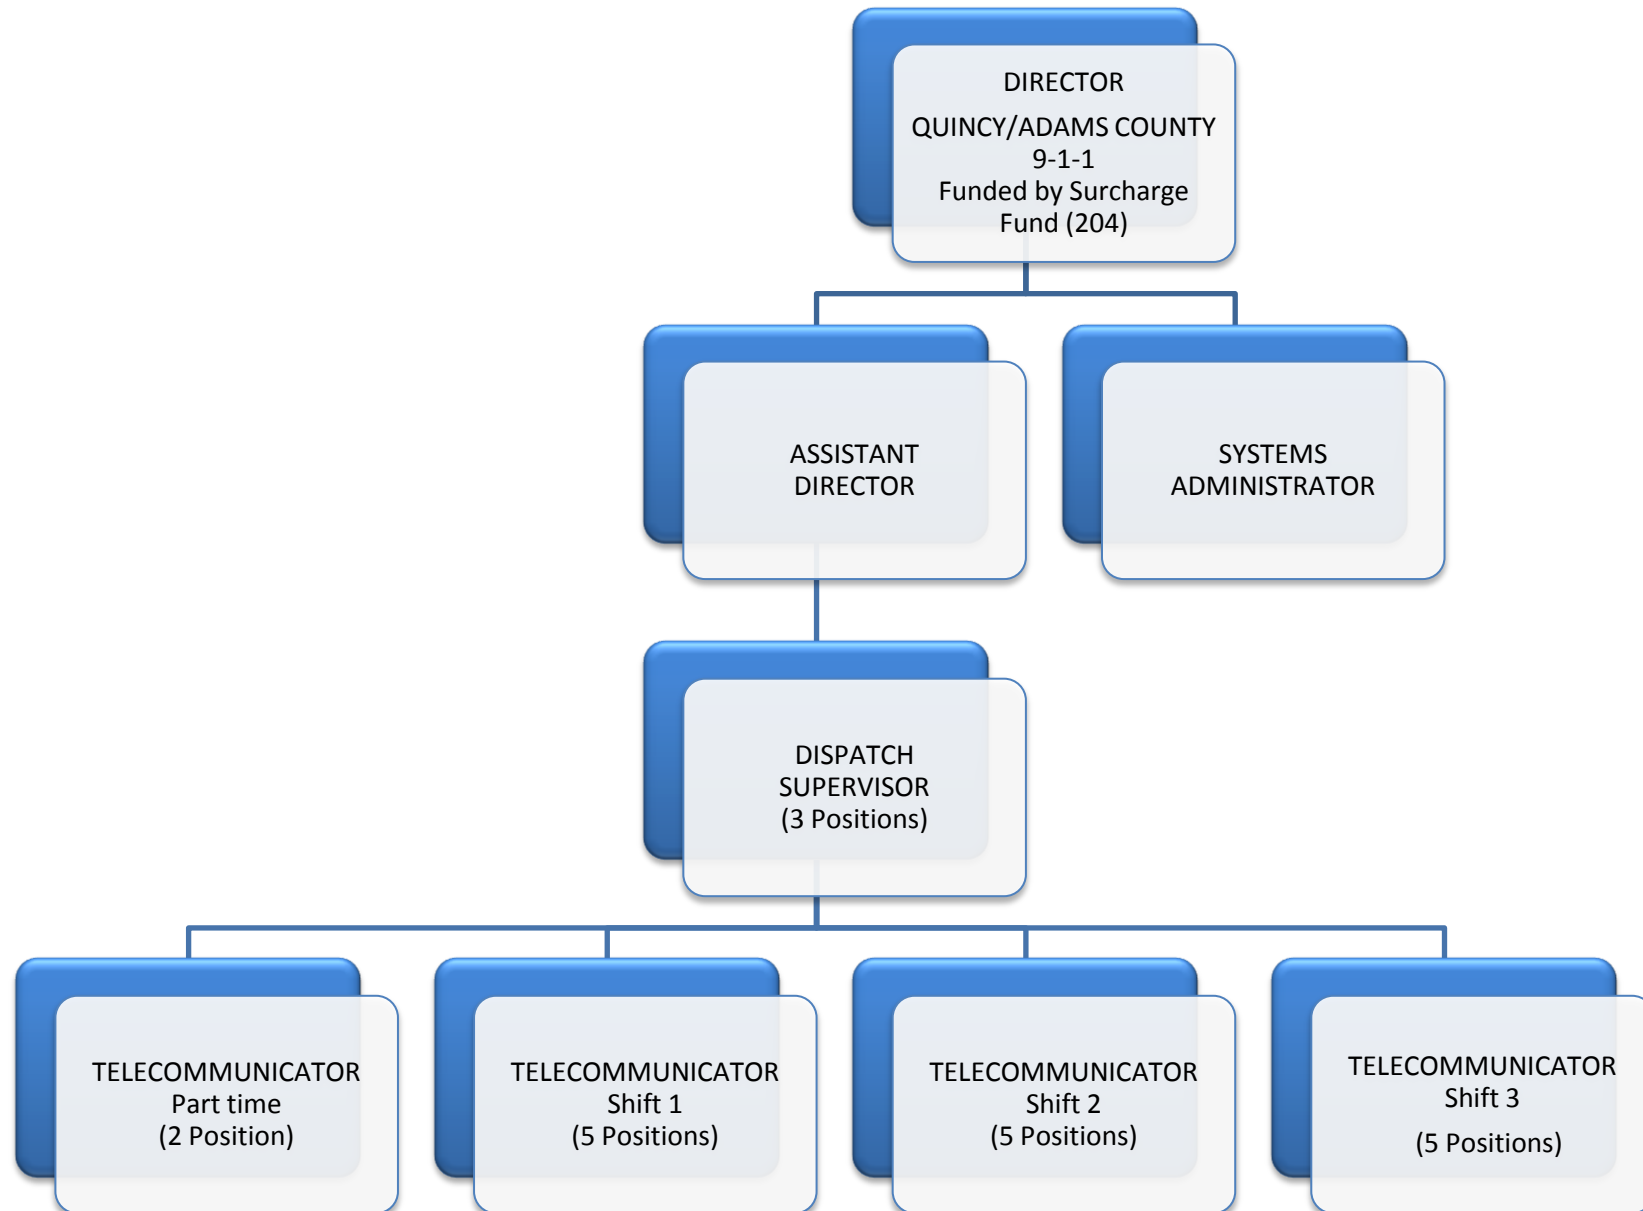 DIRECTOR
QUINCY/ADAMS COUNTY
9-1-1
Funded by Surcharge
Fund (204)
ASSISTANT
DIRECTOR
SYSTEMS
ADMINISTRATOR
DISPATCH
SUPERVISOR
(3 Positions)
TELECOMMUNICATOR
Part time
(2 Position)
TELECOMMUNICATOR
Shift 1
(5 Positions)
TELECOMMUNICATOR
Shift 2
(5 Positions)
TELECOMMUNICATOR
Shift 3
(5 Positions)